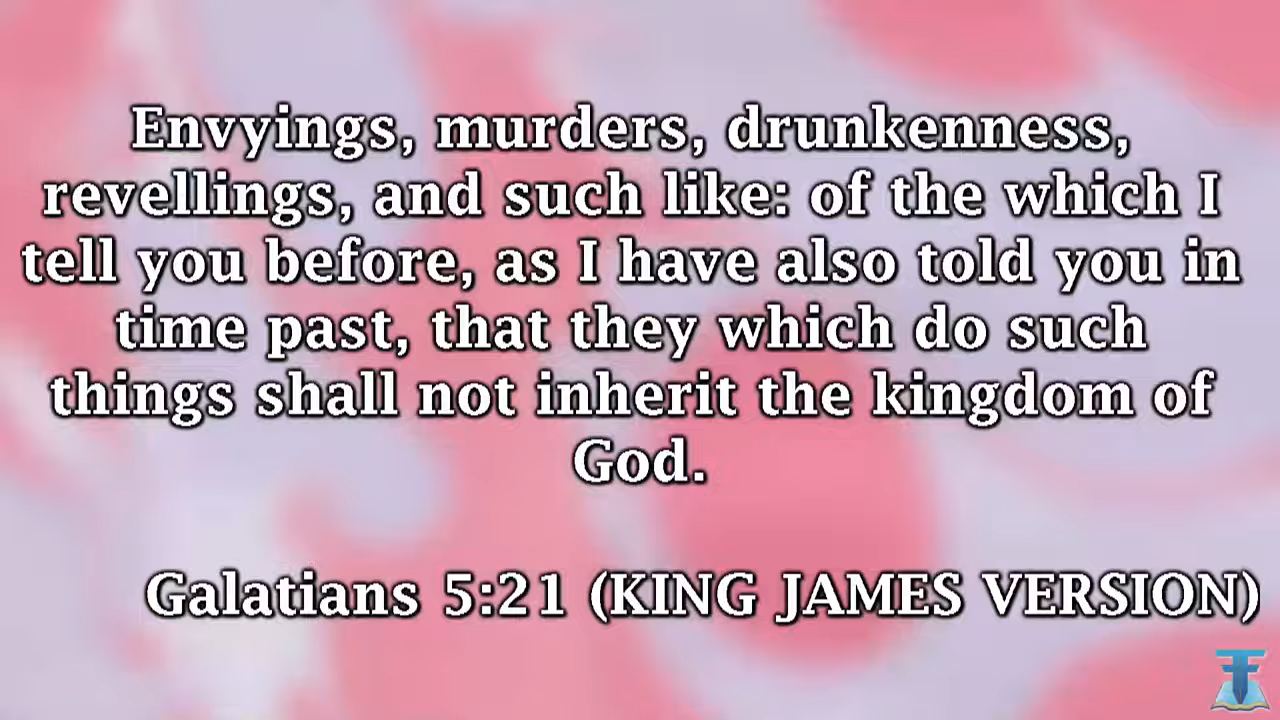 Envyings, murders, drunkenness,
revellings, and such like: of the which I
tell you before, as I have also told you in
time past, that they which do such
things shall not inherit the kingdom of
God.
Galatians 5:21 (KING JAMES VERSION)